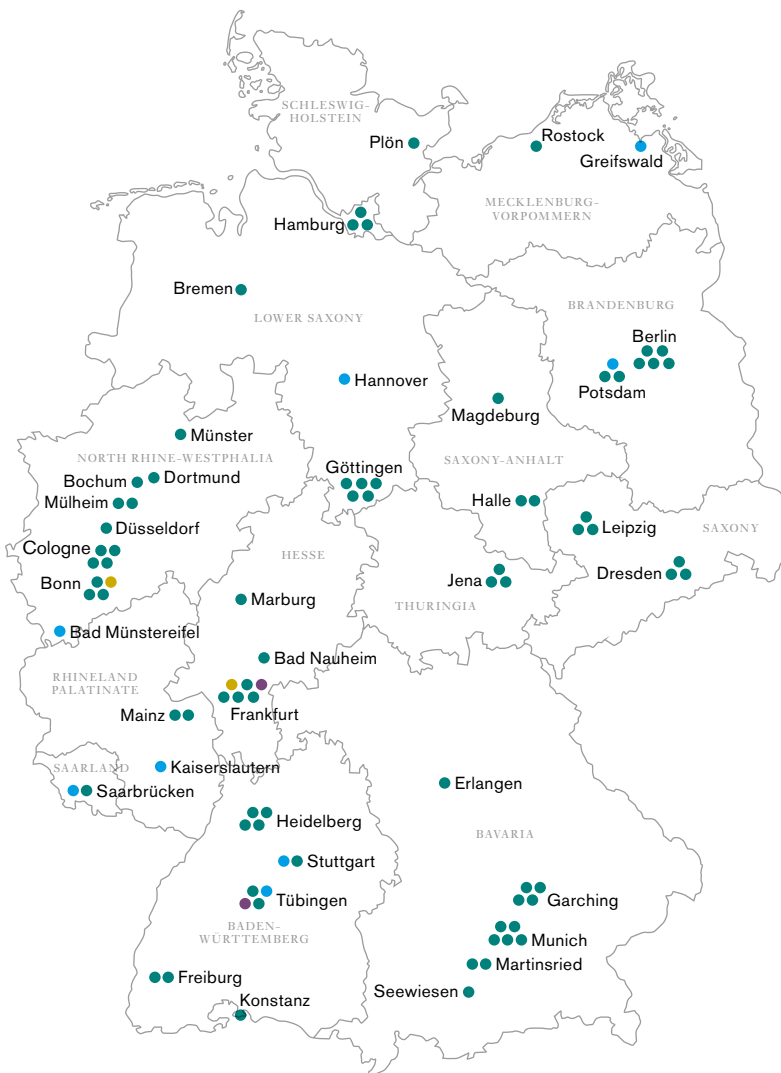 SCHLESWIG-
HOLSTEIN
Plön
Rostock
Greifswald
MECKLENBURG-
VORPOMMERN
Hamburg
Bremen
LOWER SAXONY
BRANDENBURG
Berlin
Potsdam
Hannover
Magdeburg
Münster
NORTH RHINE-WESTPHALIA
Bochum
Dortmund
Göttingen
SAXONY-ANHALT
Mülheim
Halle
Düsseldorf
Leipzig
SAXONY
Cologne
HESSE
Bonn
Jena
Dresden
Marburg
THURINGIA
Bad Münstereifel
Bad Nauheim
RHINELAND
PALATINATE
Mainz
Frankfurt
SAARLAND
Kaiserslautern
Saarbrücken
Erlangen
Heidelberg
BAVARIA
Stuttgart
Tübingen
Garching
BADEN-
WÜRTTEMBERG
Munich
Martinsried
Freiburg
Seewiesen
Konstanz